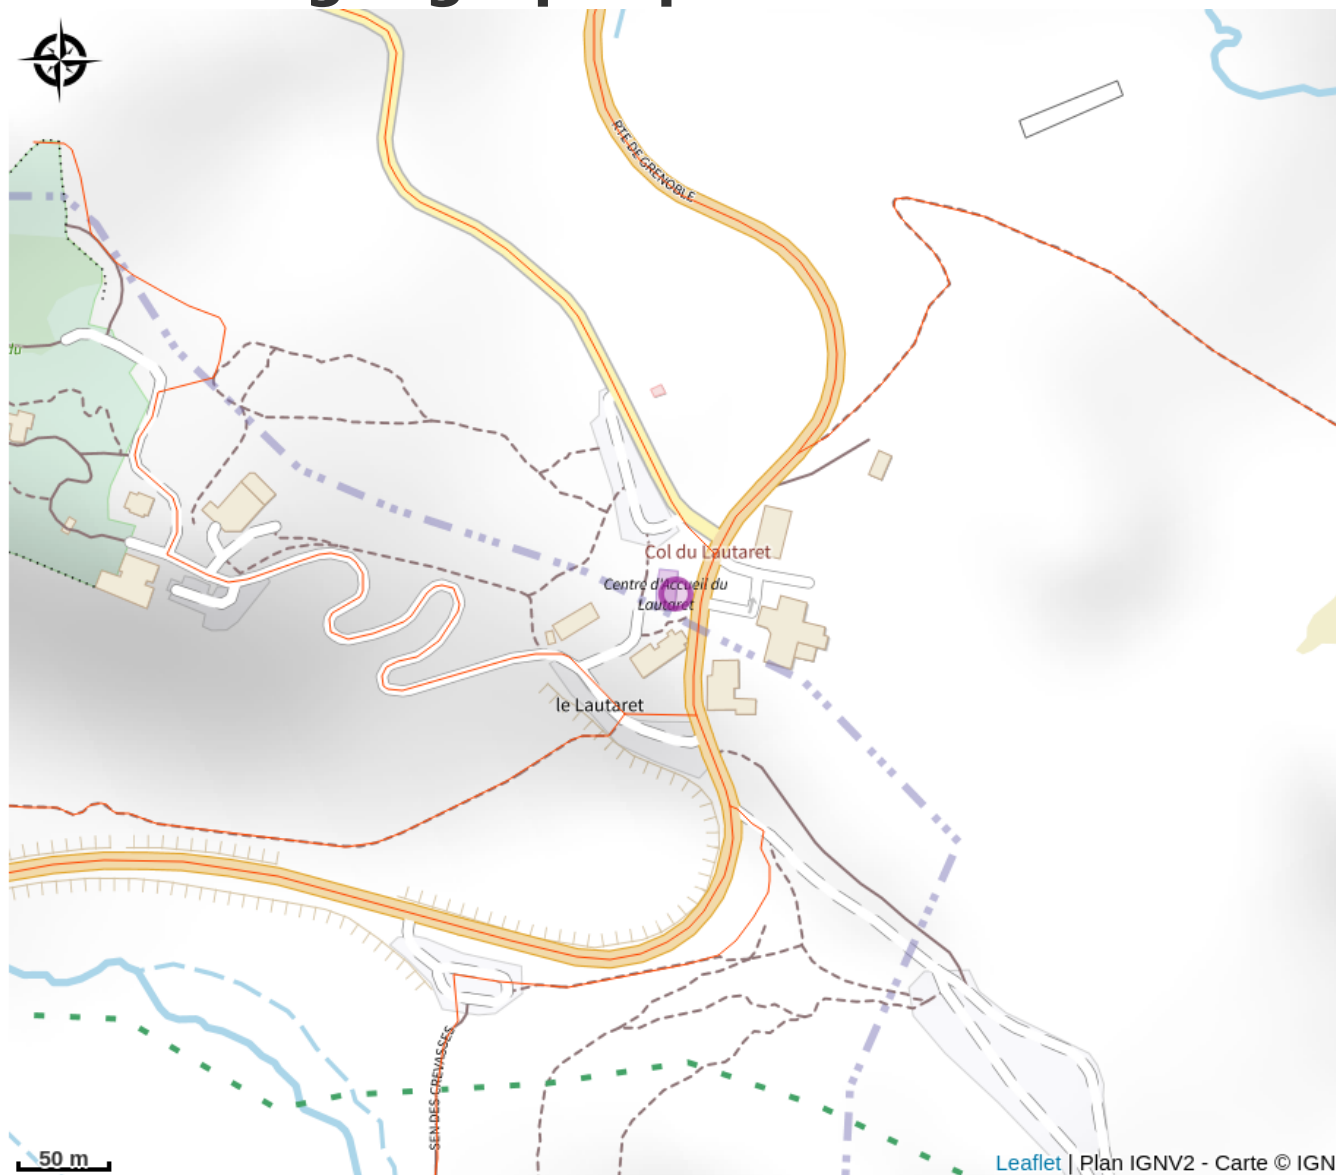 RTE DE GRENOBLE
du
Col du Lautaret
Centre d'Accueil du
Lautaret
le Lautaret
SEN DES CREVASSES
50 m
Leaflet | Plan IGNV2 - Carte © IGN